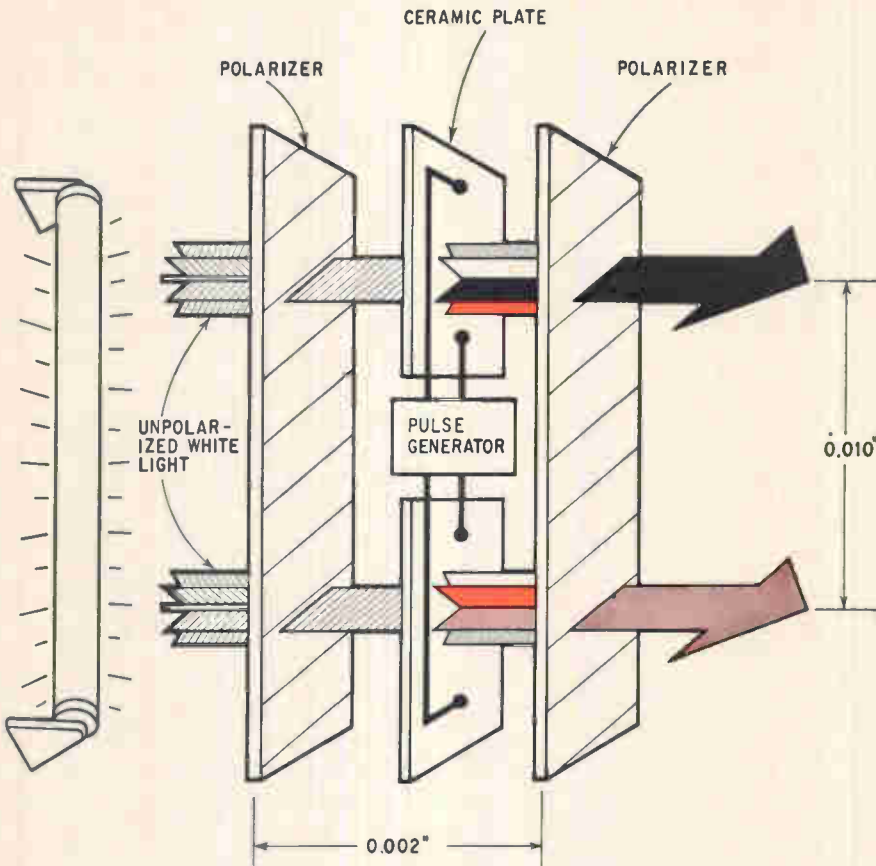 CERAMIC PLATE
POLARIZER
POLARIZER
UNPOLAR-
IZED WHITE
LIGHT
PULSE
GENERATOR
0.010"
0.002"